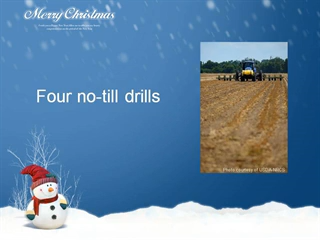 Merry Christmas
Four no-till drills
Photo Courtesy of USDA NRCS